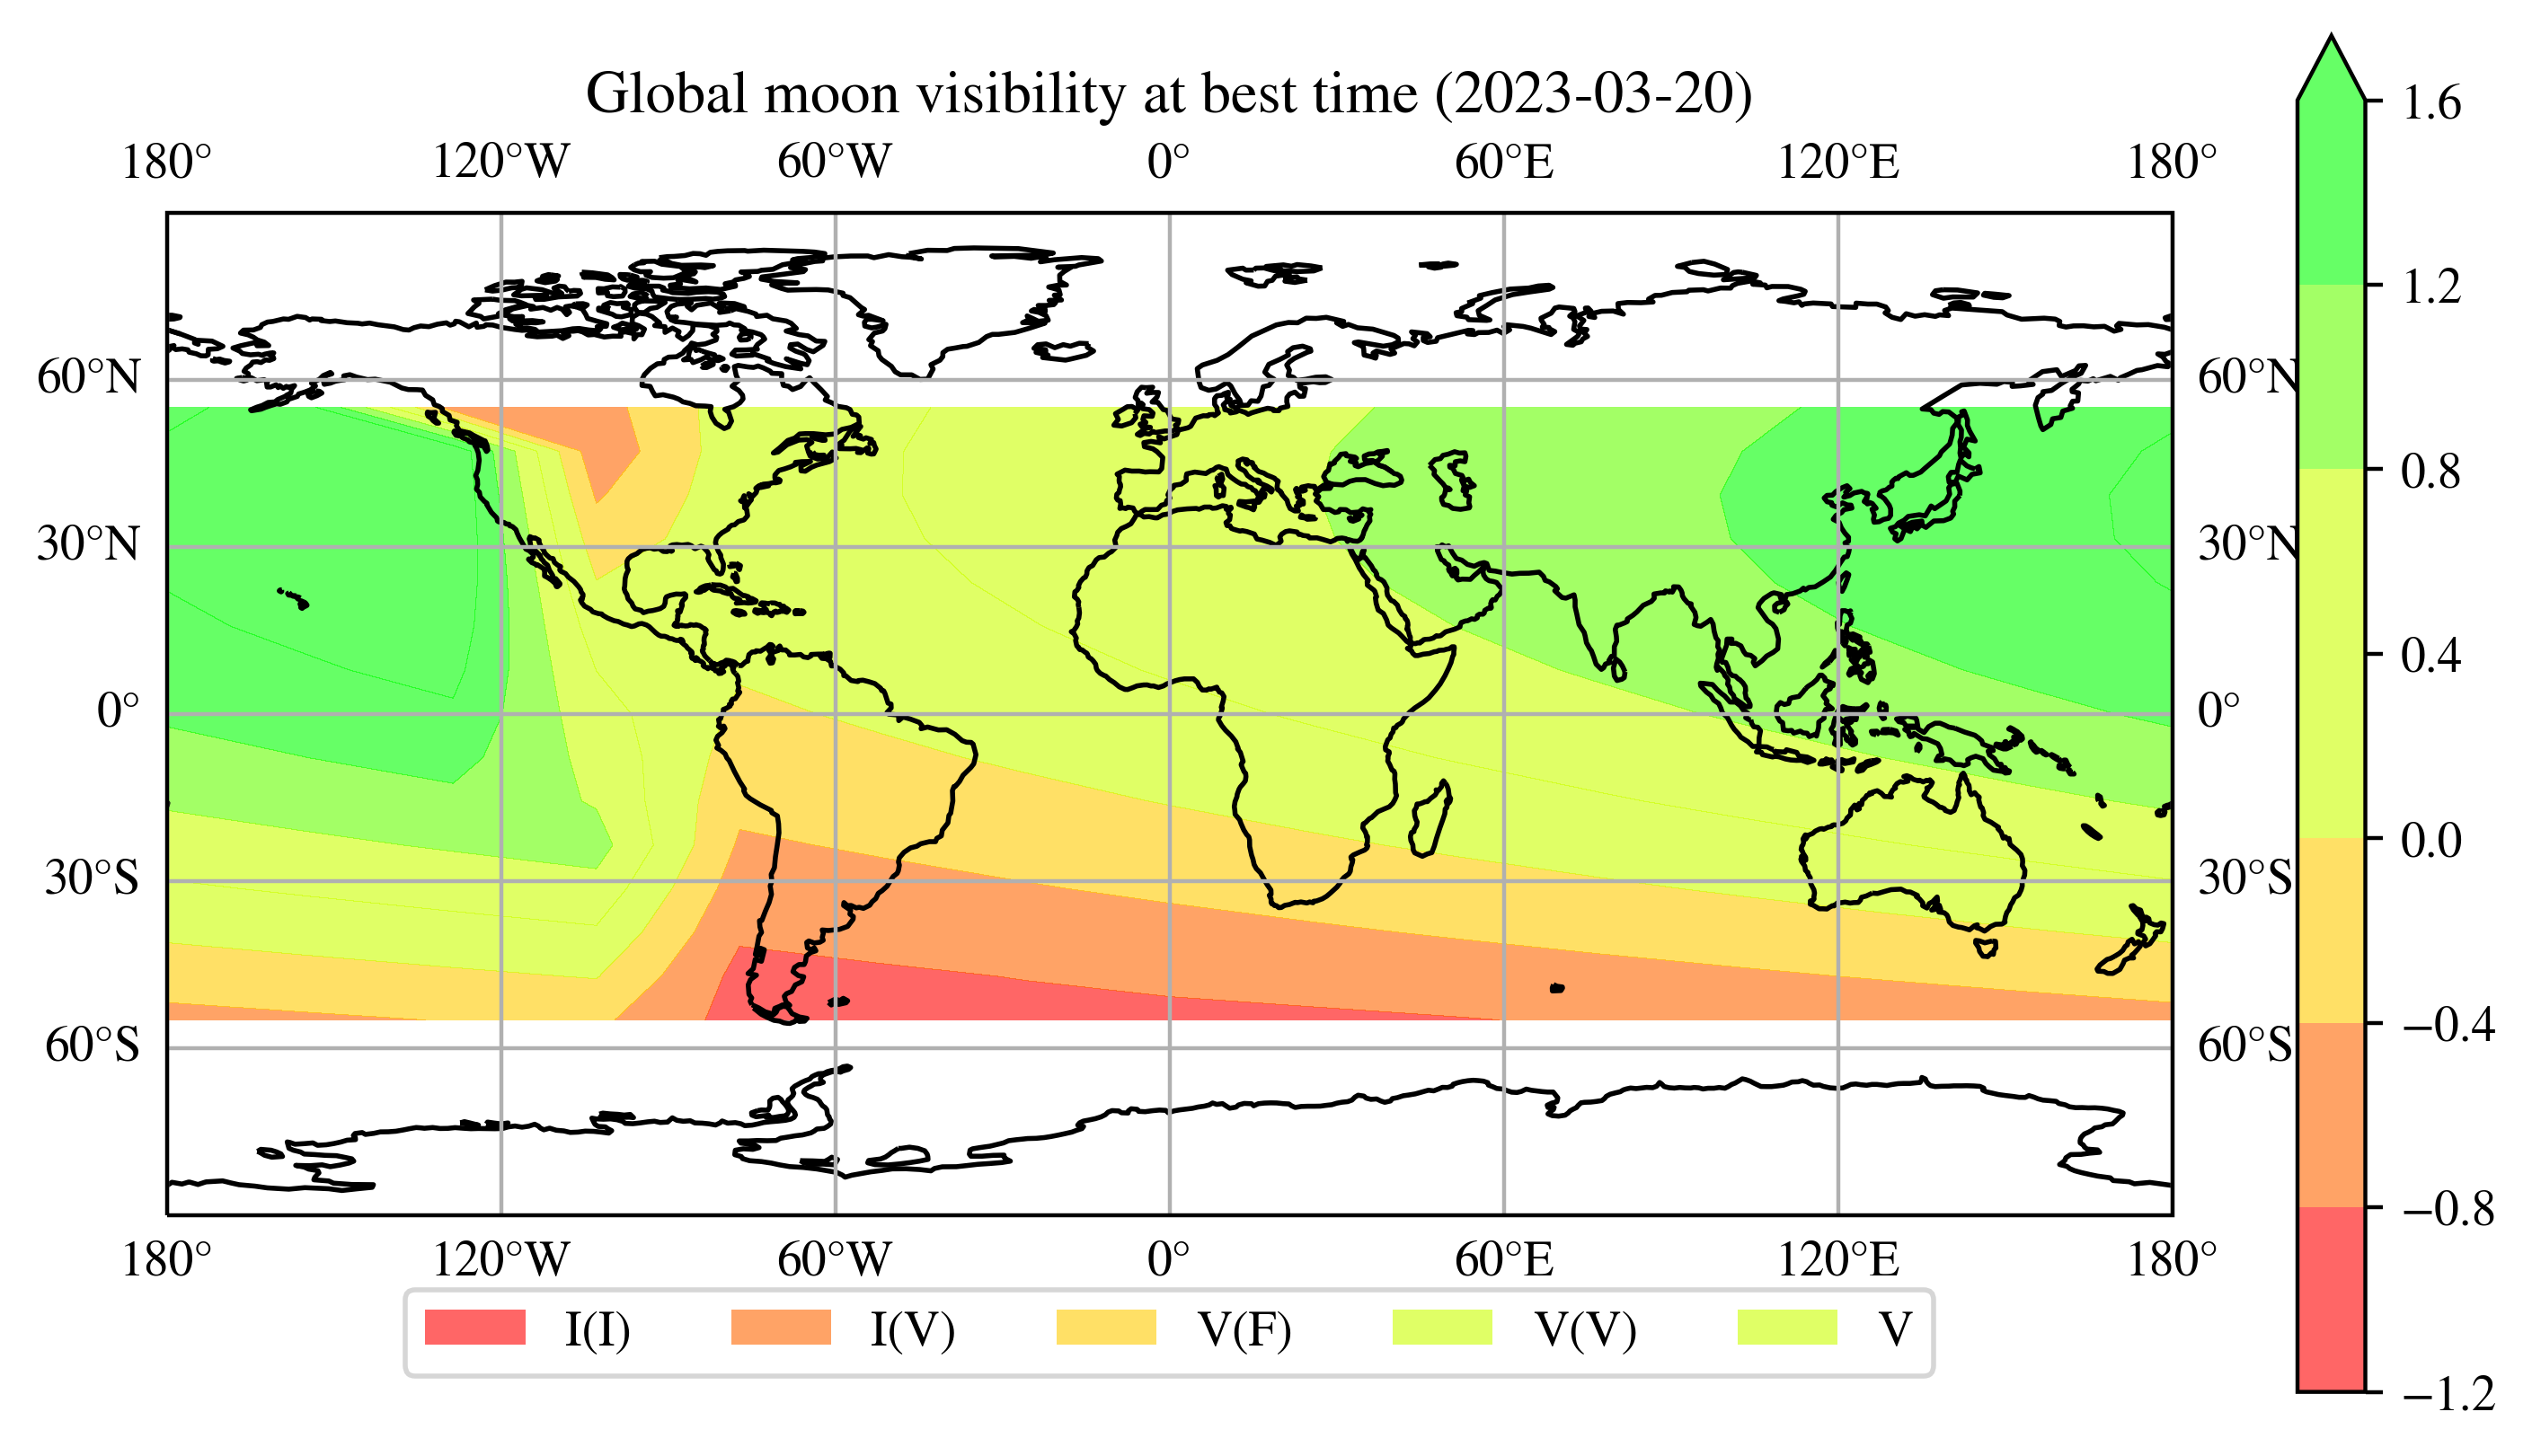 Global moon visibility at best time (2023-03-20)
180° 120°W 60°W 0° 60°E 120°E 180°
60°N 60°N
30°N 30°N
0° 0°
30°S 30°S
60°S 60°S
180° 120°W 60°W 0° 60°E 120°E 180°
I(I) I(V) V(F) V(V) V
1.6
1.2
0.8
0.4
0.0
−0.4
−0.8
−1.2